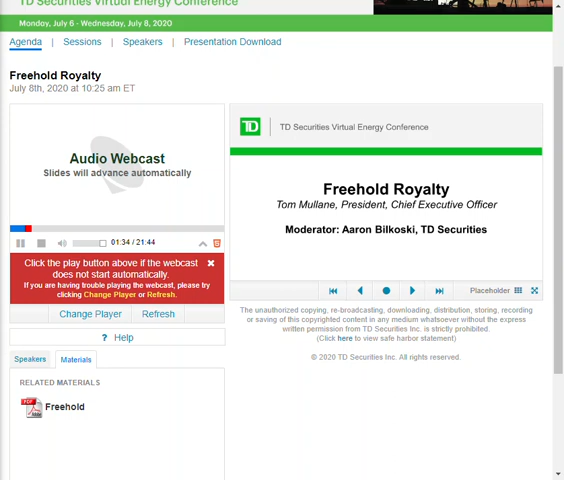 TD Securities Virtual Energy Conference
Monday, July 6 - Wednesday, July 8, 2020
Agenda | Sessions | Speakers | Presentation Download
Freehold Royalty
July 8th, 2020 at 10:25 am ET
Audio Webcast
Slides will advance automatically
01:34 / 21:44
Click the play button above if the webcast
does not start automatically.
If you are having trouble playing the webcast, please try
clicking Change Player or Refresh.
Change Player Refresh
? Help
Speakers Materials
RELATED MATERIALS
PDF Freehold
TD TD Securities Virtual Energy Conference
Freehold Royalty
Tom Mullane, President, Chief Executive Officer
Moderator: Aaron Bilkoski, TD Securities
Placeholder
The unauthorized copying, re-broadcasting, downloading, distribution, storing, recording
or saving of this copyrighted content in any medium whatsoever without the express
written permission from TD Securities Inc. is strictly prohibited.
(Click here to view safe harbor statement)
© 2020 TD Securities Inc. All rights reserved.